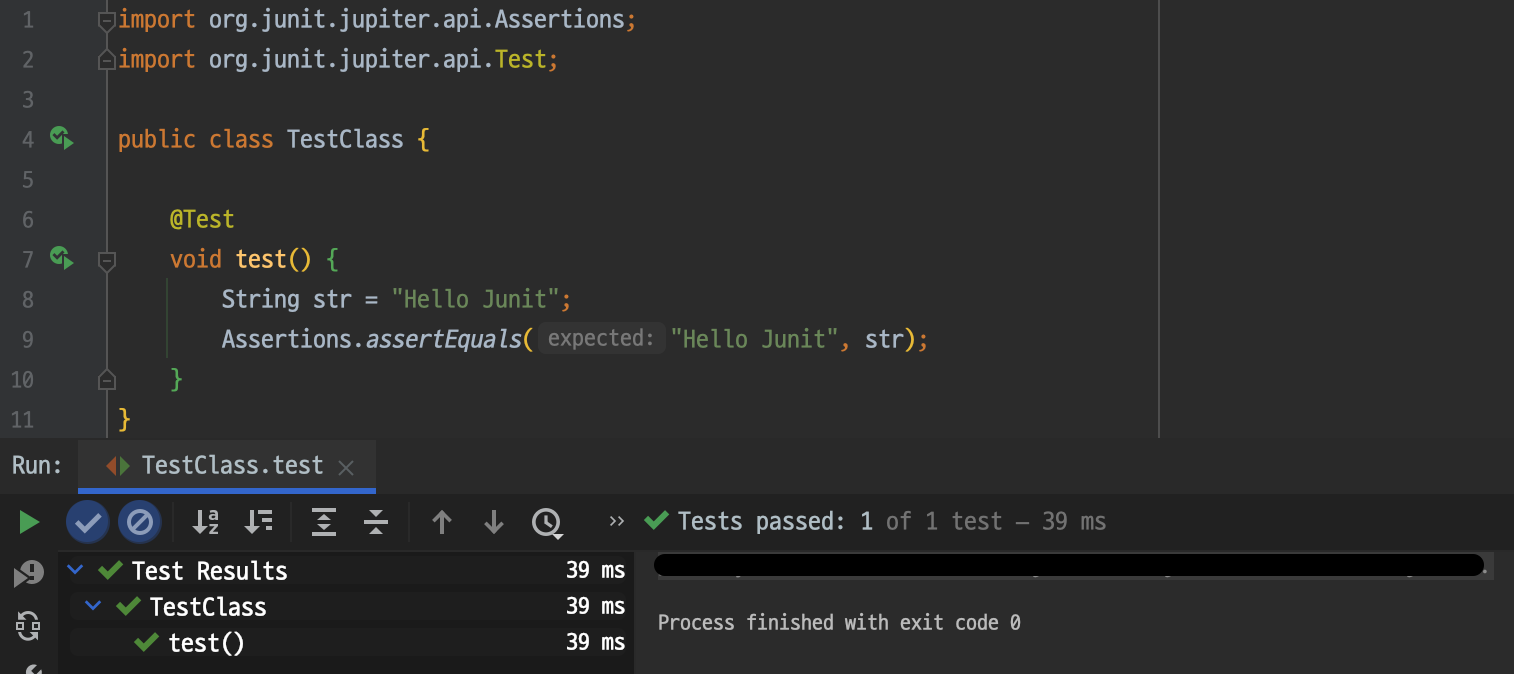 1 import org.junit.jupiter.api.Assertions;
2 import org.junit.jupiter.api.Test;
3
4 public class TestClass {
5
6 @Test
7 void test() {
8 String str = "Hello Junit";
9 Assertions.assertEquals( expected: "Hello Junit", str);
10 }
11 }
Run: TestClass.test
>> Tests passed: 1 of 1 test – 39 ms
Test Results 39 ms
TestClass 39 ms
test() 39 ms
Process finished with exit code 0